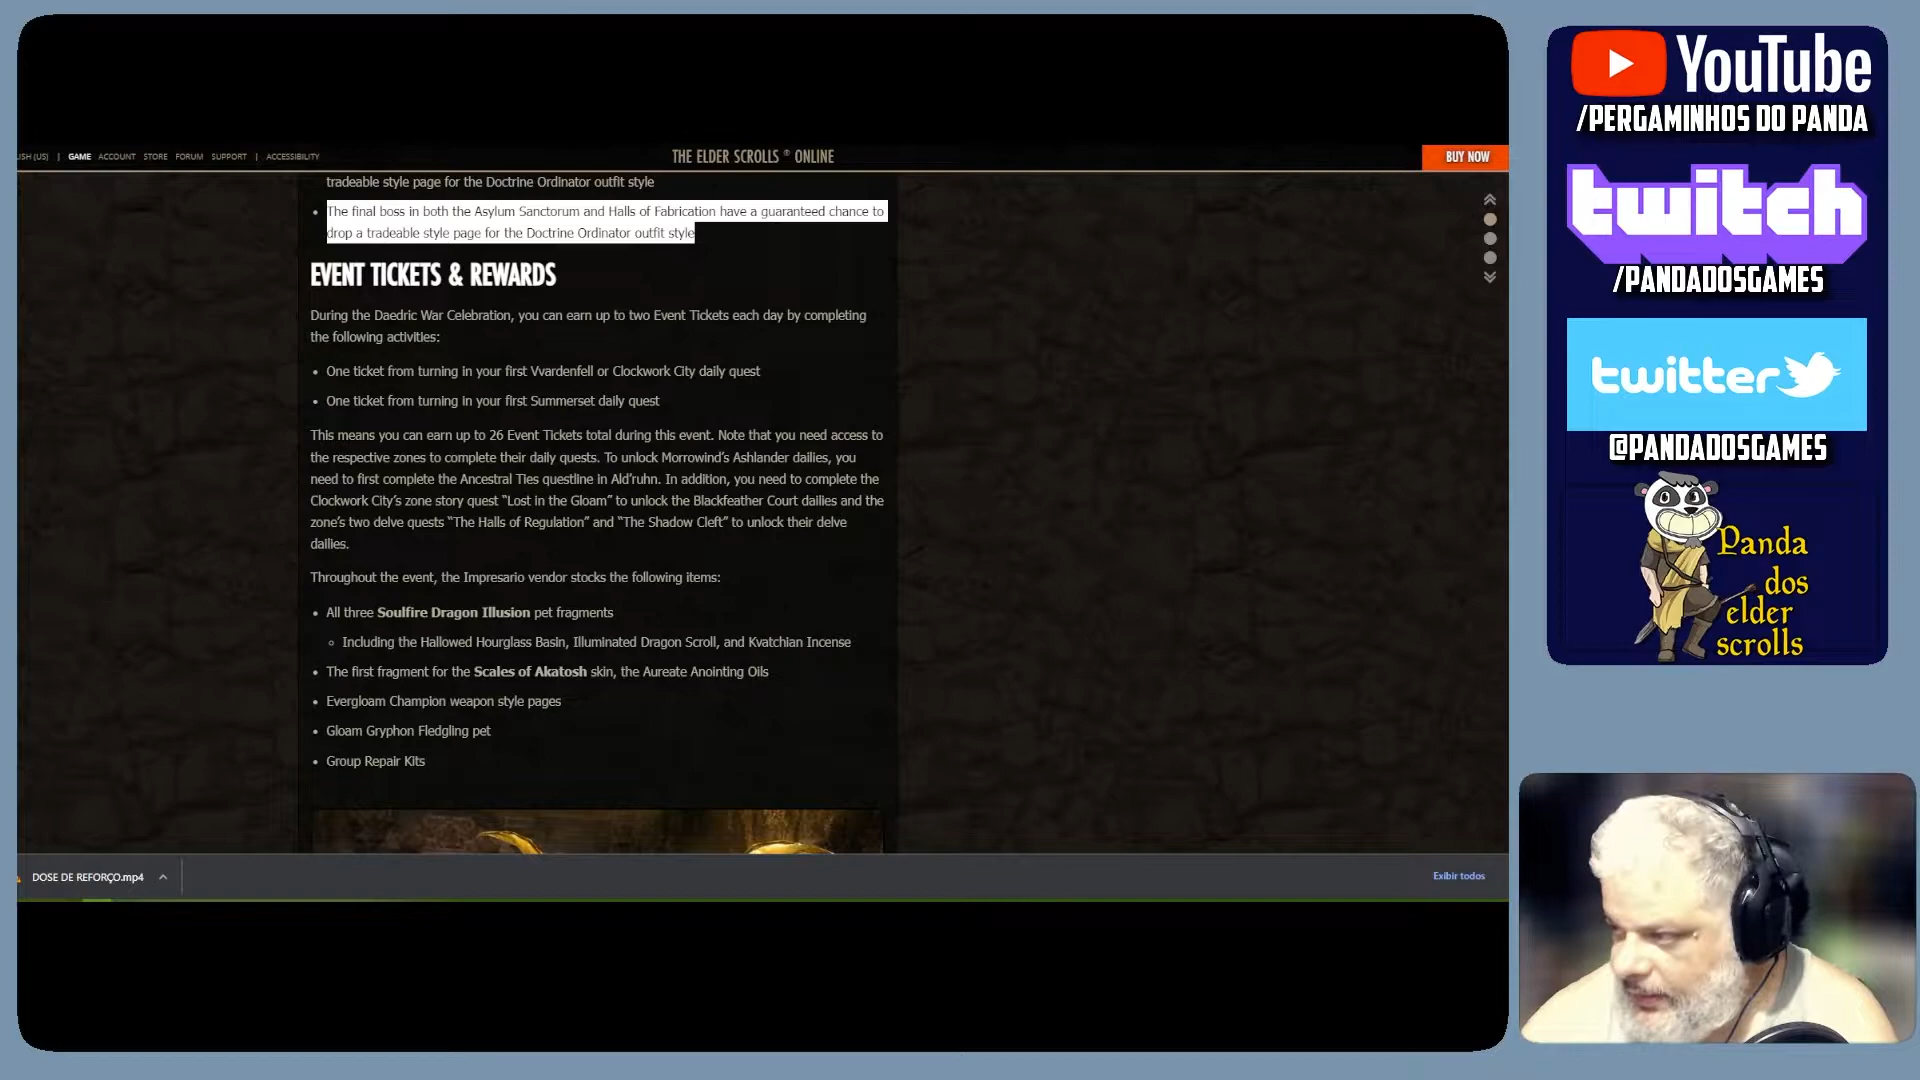 USH (US) | GAME ACCOUNT STORE FORUM SUPPORT | ACCESSIBILITY
THE ELDER SCROLLS ® ONLINE
BUY NOW
tradeable style page for the Doctrine Ordinator outfit style
The final boss in both the Asylum Sanctorum and Halls of Fabrication have a guaranteed chance to
drop a tradeable style page for the Doctrine Ordinator outfit style
EVENT TICKETS & REWARDS
During the Daedric War Celebration, you can earn up to two Event Tickets each day by completing
the following activities:
One ticket from turning in your first Vvardenfell or Clockwork City daily quest
One ticket from turning in your first Summerset daily quest
This means you can earn up to 26 Event Tickets total during this event. Note that you need access to
the respective zones to complete their daily quests. To unlock Morrowind's Ashlander dailies, you
need to first complete the Ancestral Ties questline in Ald'ruhn. In addition, you need to complete the
Clockwork City's zone story quest “Lost in the Gloam” to unlock the Blackfeather Court dailies and the
zone's two delve quests “The Halls of Regulation” and “The Shadow Cleft” to unlock their delve
dailies.
Throughout the event, the Impresario vendor stocks the following items:
All three Soulfire Dragon Illusion pet fragments
Including the Hallowed Hourglass Basin, Illuminated Dragon Scroll, and Kvatchian Incense
The first fragment for the Scales of Akatosh skin, the Aureate Anointing Oils
Evergloam Champion weapon style pages
Gloam Gryphon Fledgling pet
Group Repair Kits
DOSE DE REFORÇO.mp4
Exibir todos
YouTube
/PERGAMINHOS DO PANDA
twitch
/PANDADOSGAMES
twitter
@PANDADOSGAMES
Panda
dos
elder
scrolls